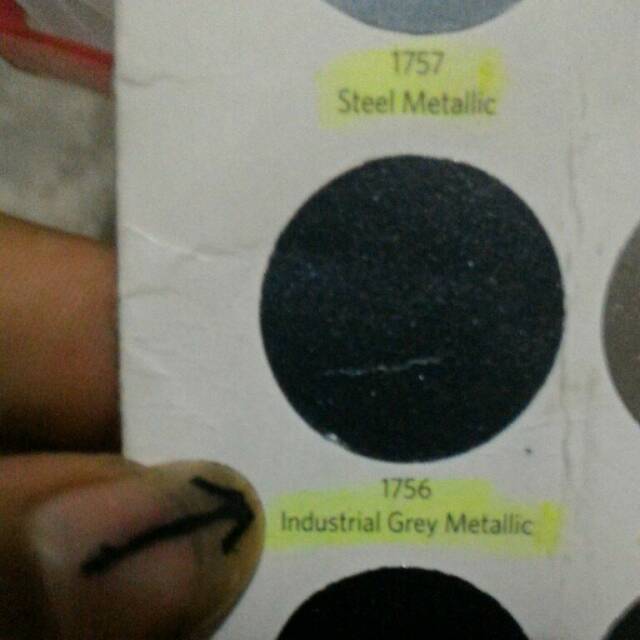 1757
Steel Metallic
1756
Industrial Grey Metallic